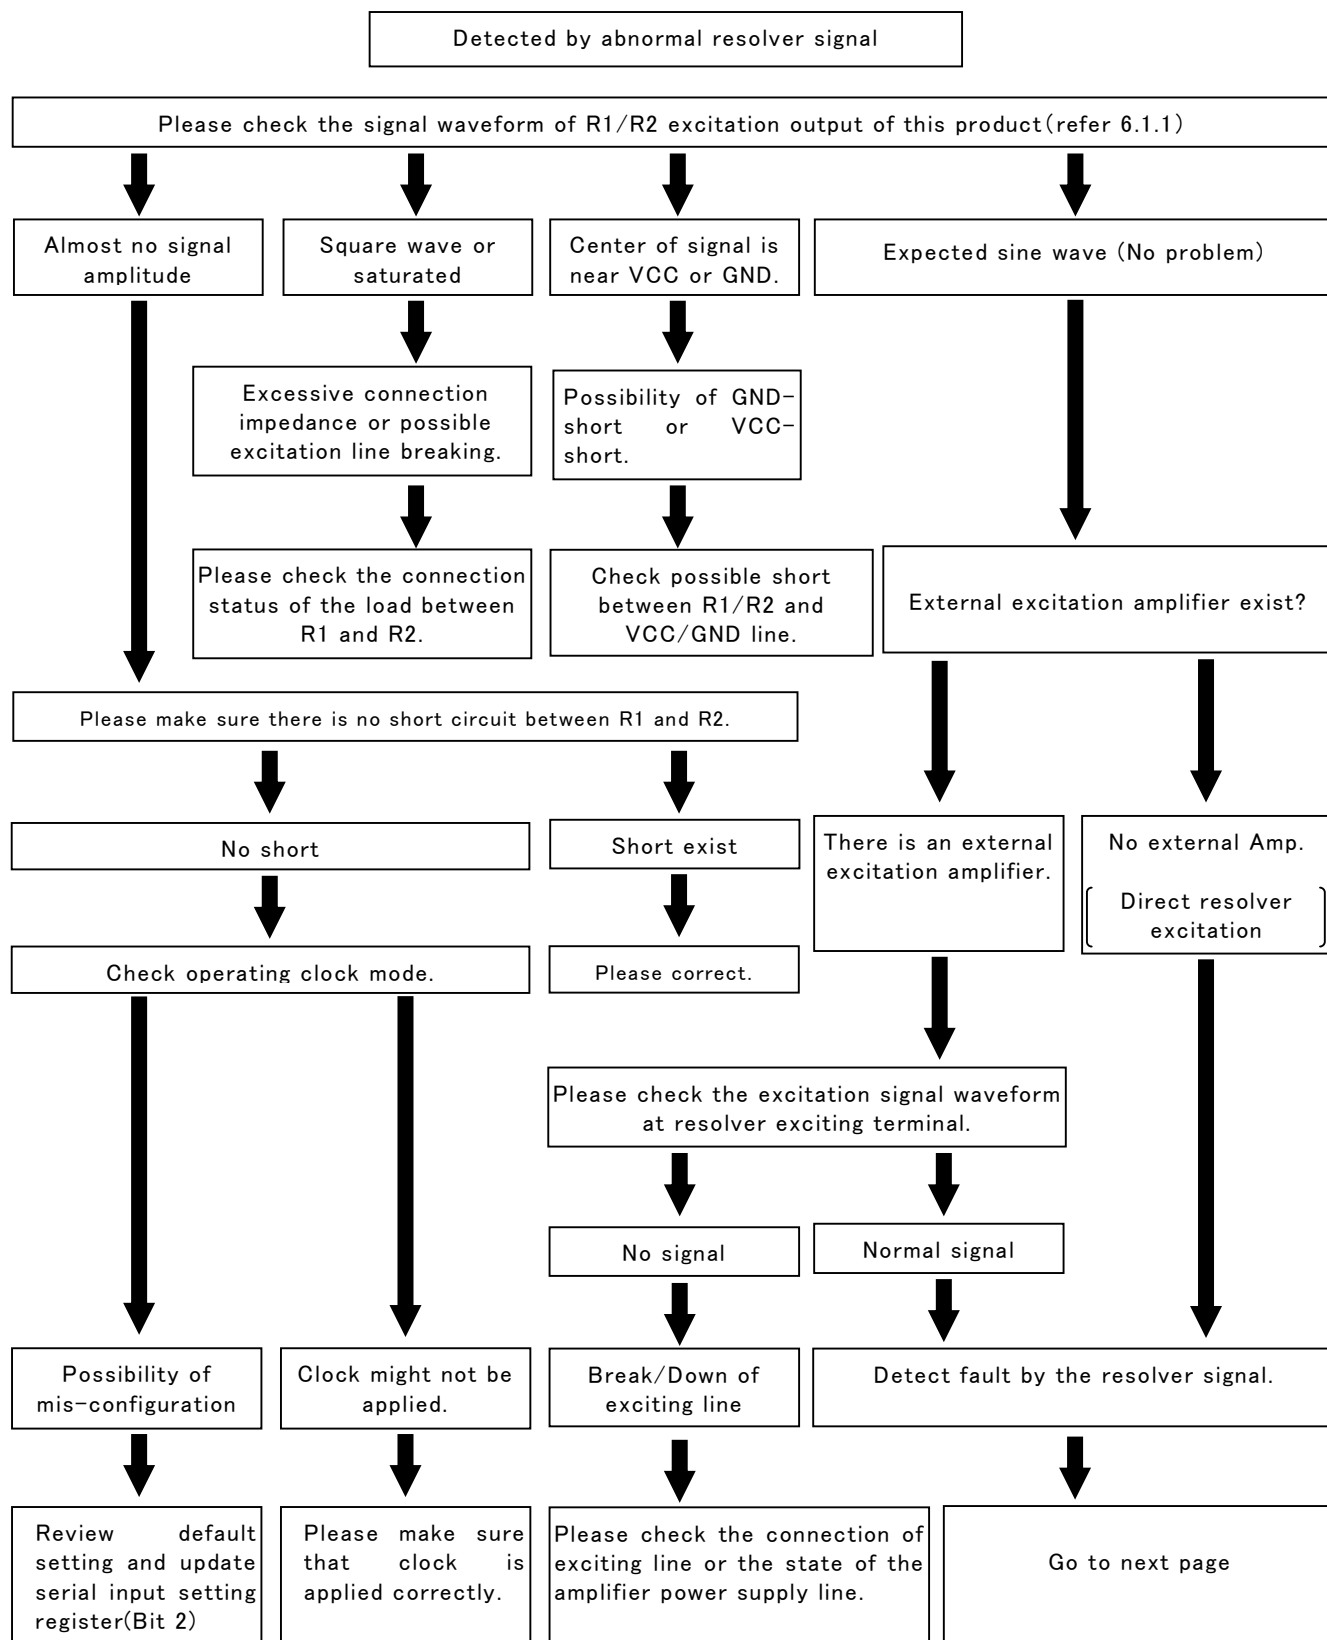 Detected by abnormal resolver signal
Please check the signal waveform of R1/R2 excitation output of this product(refer 6.1.1)
Almost no signal
amplitude
Square wave or
saturated
Center of signal is
near VCC or GND.
Expected sine wave (No problem)
Excessive connection
impedance or possible
excitation line breaking.
Possibility of GND-
short or VCC-
short.
Please check the connection
status of the load between
R1 and R2.
Check possible short
between R1/R2 and
VCC/GND line.
External excitation amplifier exist?
Please make sure there is no short circuit between R1 and R2.
No short
Short exist
There is an external
excitation amplifier.
No external Amp.
Direct resolver
excitation
Check operating clock mode.
Please correct.
Please check the excitation signal waveform
at resolver exciting terminal.
No signal
Normal signal
Possibility of
mis-configuration
Clock might not be
applied.
Break/Down of
exciting line
Detect fault by the resolver signal.
Review default
setting and update
serial input setting
register(Bit 2)
Please make sure
that clock is
applied correctly.
Please check the connection of
exciting line or the state of the
amplifier power supply line.
Go to next page